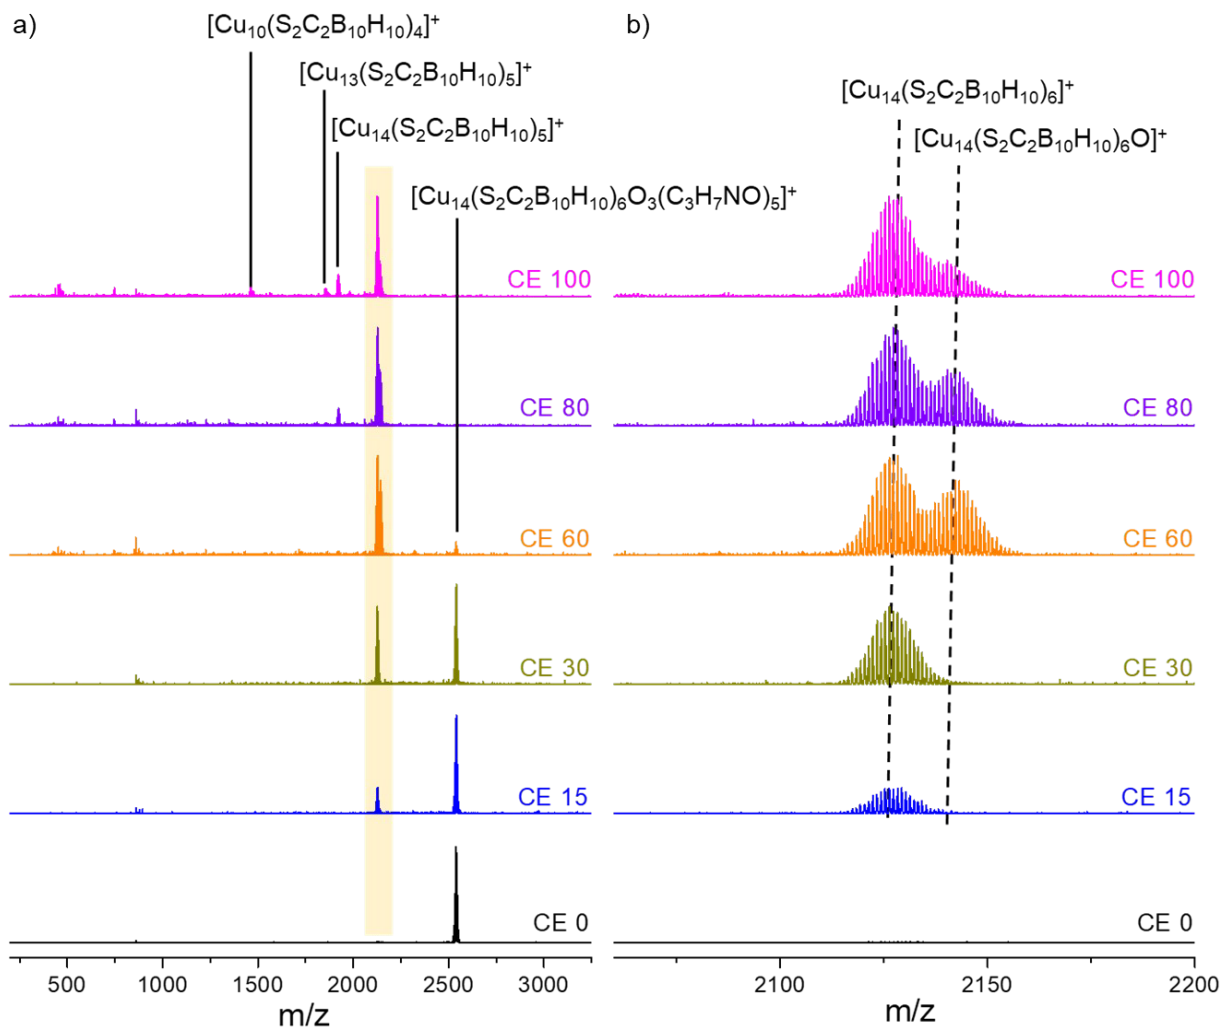 a)
[Cu₁₀(S₂C₂B₁₀H₁₀)₄]⁺
[Cu₁₃(S₂C₂B₁₀H₁₀)₅]⁺
[Cu₁₄(S₂C₂B₁₀H₁₀)₅]⁺
[Cu₁₄(S₂C₂B₁₀H₁₀)₆O₃(C₃H₇NO)₅]⁺
CE 100
CE 80
CE 60
CE 30
CE 15
CE 0
500 1000 1500 2000 2500 3000
m/z
b)
[Cu₁₄(S₂C₂B₁₀H₁₀)₆]⁺
[Cu₁₄(S₂C₂B₁₀H₁₀)₆O]⁺
CE 100
CE 80
CE 60
CE 30
CE 15
CE 0
2100 2150 2200
m/z